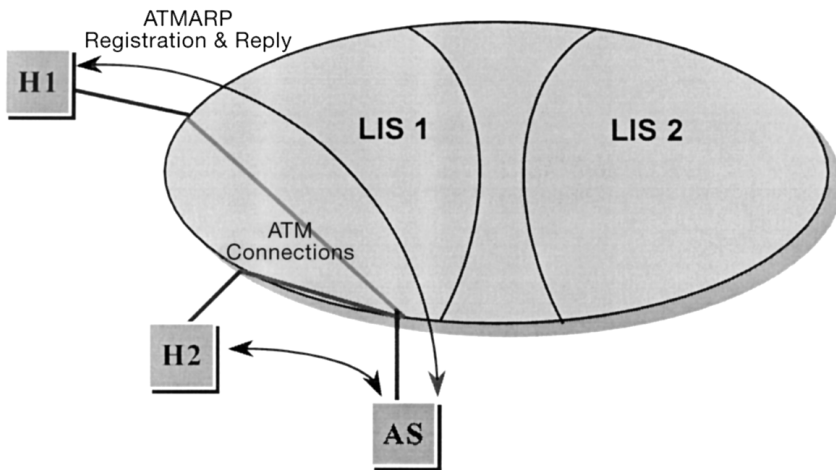 ATMARP
Registration & Reply
H1
LIS 1
LIS 2
ATM
Connections
H2
AS